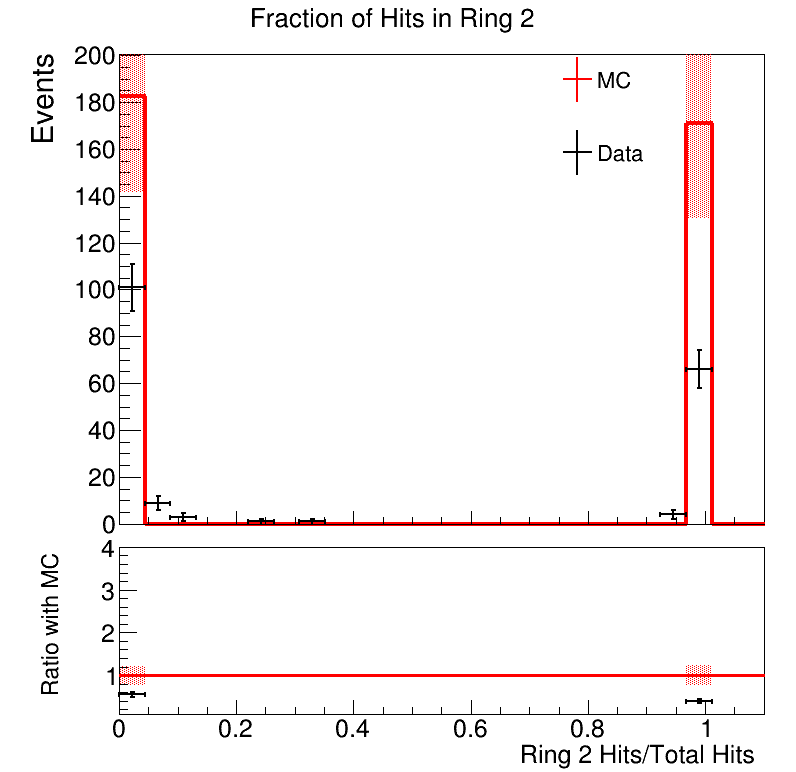 Fraction of Hits in Ring 2
Events
200
180
160
140
120
100
80
60
40
20
0
MC
Data
Ratio with MC
4
3
2
1
0 0.2 0.4 0.6 0.8 1
Ring 2 Hits/Total Hits